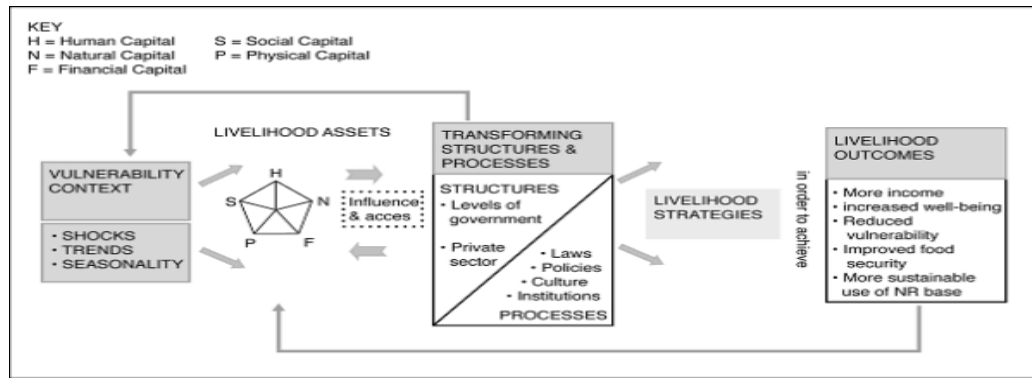 KEY
H = Human Capital S = Social Capital
N = Natural Capital P = Physical Capital
F = Financial Capital
LIVELIHOOD ASSETS
VULNERABILITY
CONTEXT
• SHOCKS
• TRENDS
• SEASONALITY
H
S
N
P
F
Influence
& acces
TRANSFORMING
STRUCTURES &
PROCESSES
STRUCTURES
• Levels of
government
• Private
sector
• Laws
• Policies
• Culture
• Institutions
PROCESSES
LIVELIHOOD
STRATEGIES
in order to achieve
LIVELIHOOD
OUTCOMES
• More income
• increased well-being
• Reduced
vulnerability
• Improved food
security
• More sustainable
use of NR base